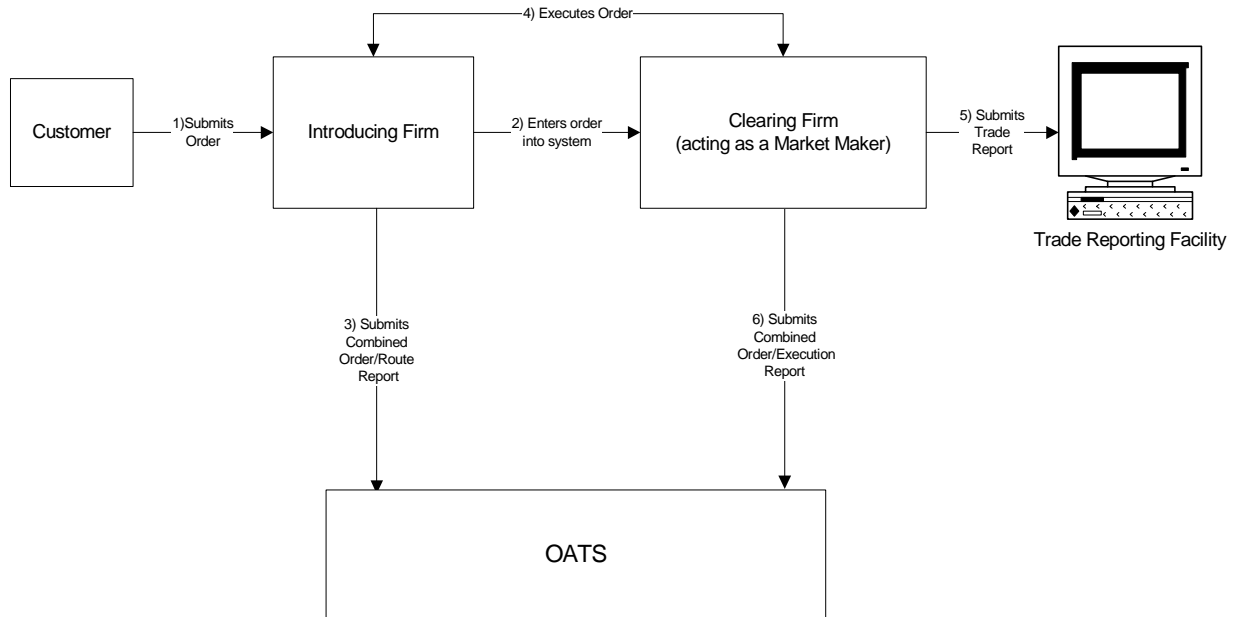 4) Executes Order
Customer
1)Submits
Order
Introducing Firm
2) Enters order
into system
Clearing Firm
(acting as a Market Maker)
5) Submits
Trade
Report
Trade Reporting Facility
3) Submits
Combined
Order/Route
Report
6) Submits
Combined
Order/Execution
Report
OATS